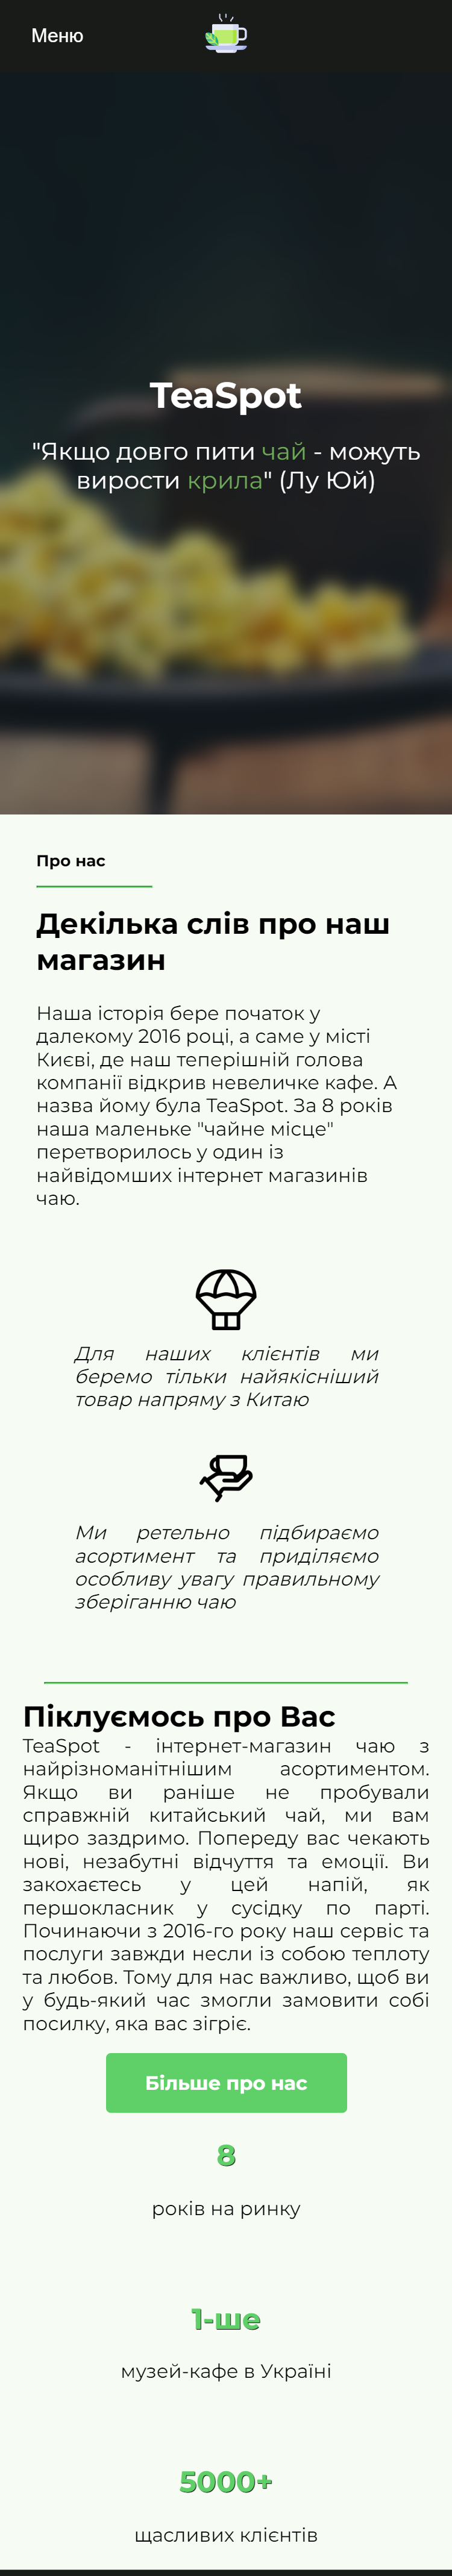 Меню
TeaSpot
"Якщо довго пити чай - можуть
вирости крила" (Лу Юй)
Про нас
Декілька слів про наш
магазин
Наша історія бере початок у
далекому 2016 році, а саме у місті
Києві, де наш теперішній голова
компанії відкрив невеличке кафе. А
назва йому була TeaSpot. За 8 років
наша маленьке "чайне місце"
перетворилось у один із
найвідомших інтернет магазинів
чаю.
Для наших клієнтів ми
беремо тільки найякісніший
товар напряму з Китаю
Ми ретельно підбираємо
асортимент та приділяємо
особливу увагу правильному
зберіганню чаю
Піклуємось про Вас
TeaSpot - інтернет-магазин чаю з
найрізноманітнішим асортиментом.
Якщо ви раніше не пробували
справжній китайський чай, ми вам
щиро заздримо. Попереду вас чекають
нові, незабутні відчуття та емоції. Ви
закохаєтесь у цей напій, як
першокласник у сусідку по парті.
Починаючи з 2016-го року наш сервіс та
послуги завжди несли із собою теплоту
та любов. Тому для нас важливо, щоб ви
у будь-який час змогли замовити собі
посилку, яка вас зігріє.
Більше про нас
8
років на ринку
1-ше
музей-кафе в Україні
5000+
щасливих клієнтів